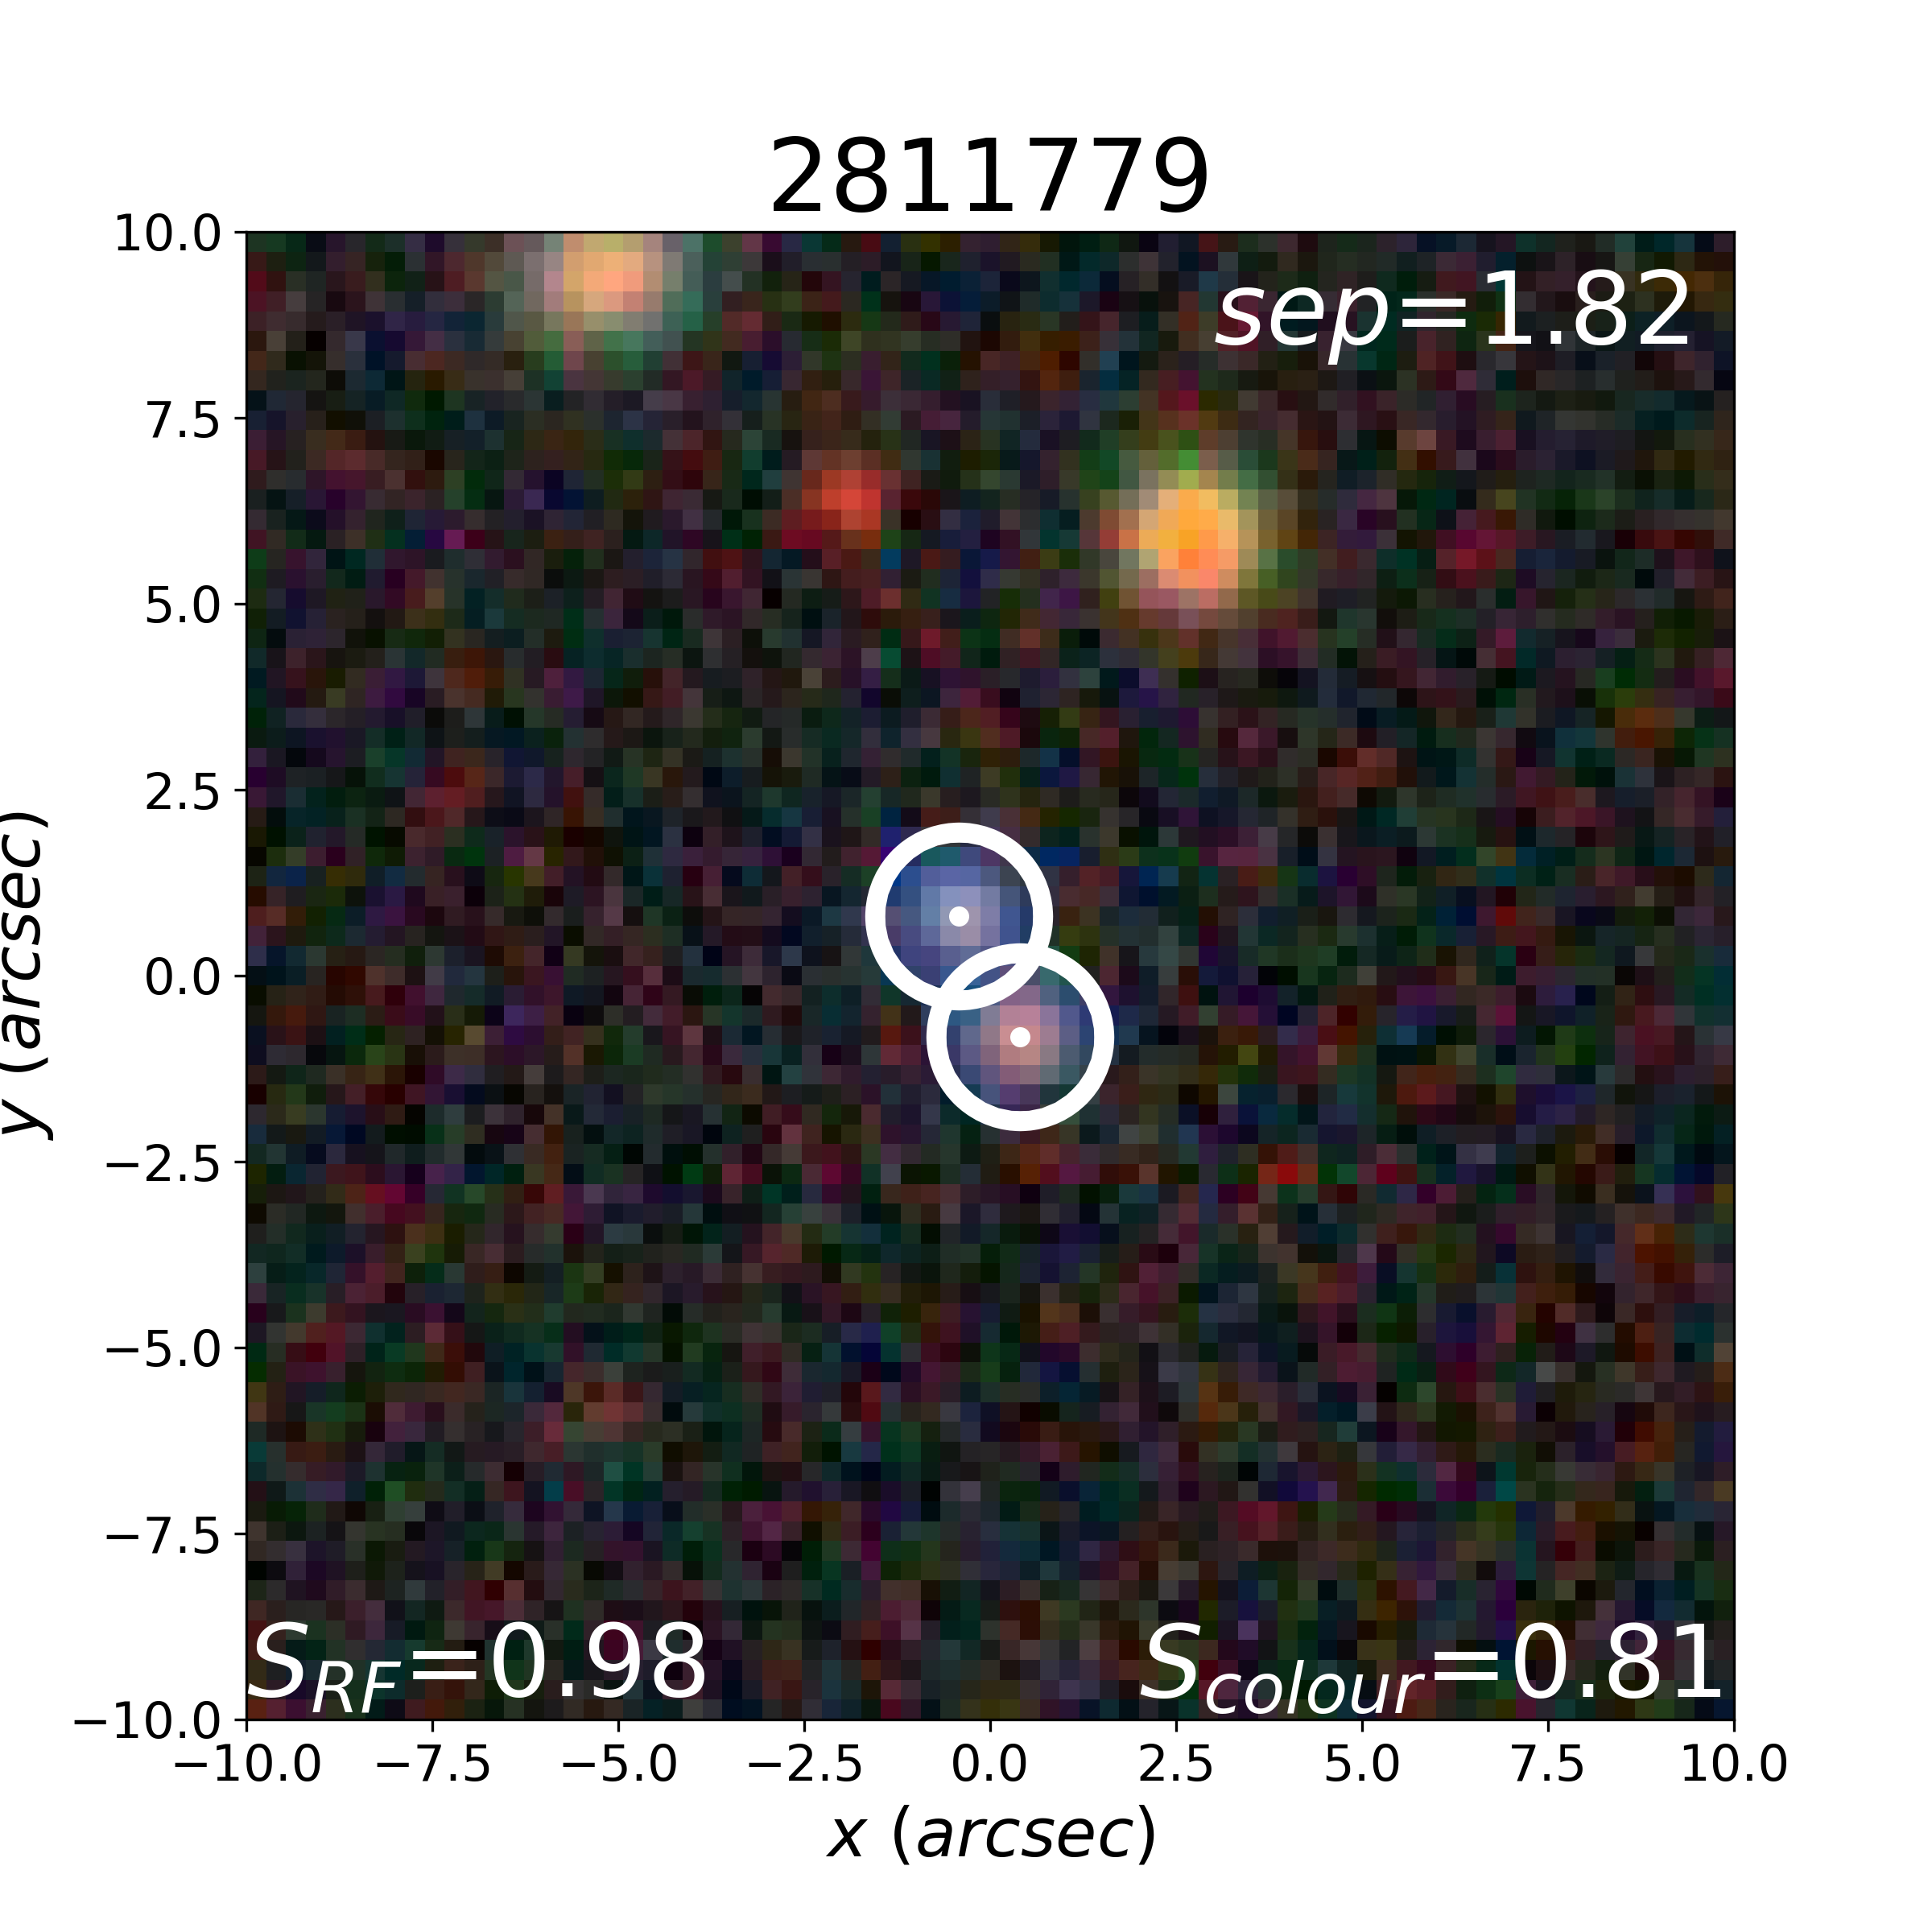 2811779
sep=1.82
10.0
7.5
5.0
2.5
0.0
−2.5
−5.0
−7.5
−10.0
y (arcsec)
S_RF=0.98
S_colour=0.81
−10.0 −7.5 −5.0 −2.5 0.0 2.5 5.0 7.5 10.0
x (arcsec)